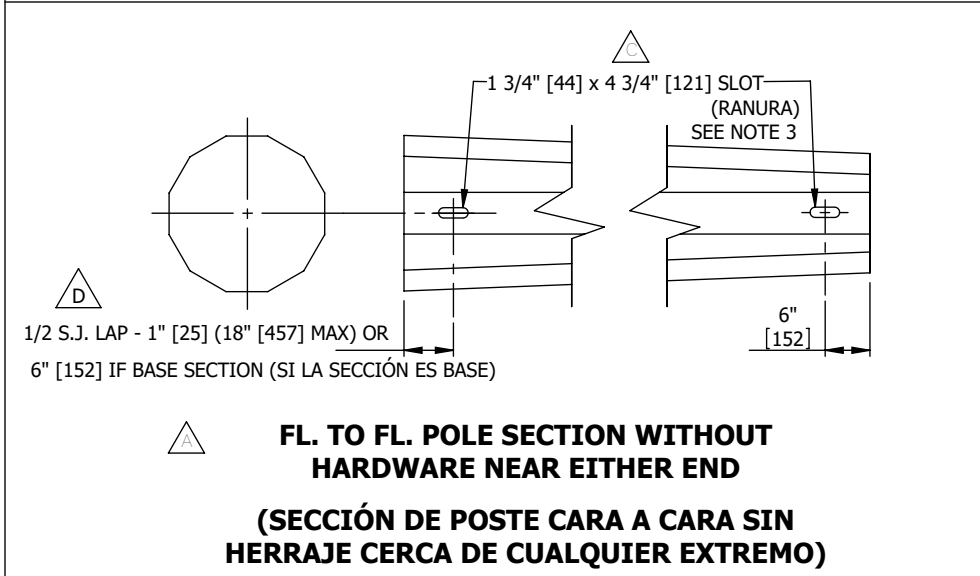 C
1 3/4" [44] x 4 3/4" [121] SLOT
(RANURA)
SEE NOTE 3
D
1/2 S.J. LAP - 1" [25] (18" [457] MAX) OR
6" [152] IF BASE SECTION (SI LA SECCIÓN ES BASE)
6"
[152]
A
FL. TO FL. POLE SECTION WITHOUT
HARDWARE NEAR EITHER END
(SECCIÓN DE POSTE CARA A CARA SIN
HERRAJE CERCA DE CUALQUIER EXTREMO)